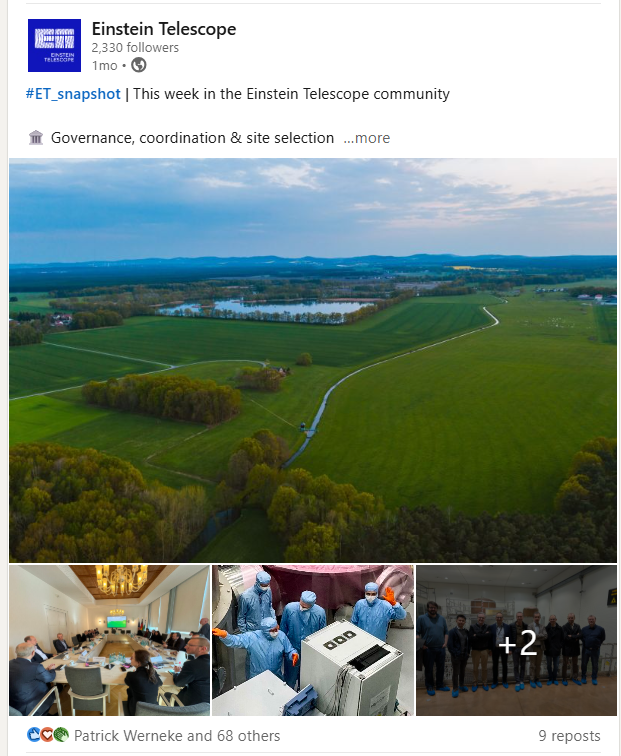 Einstein Telescope
2,330 followers
1mo •
#ET_snapshot | This week in the Einstein Telescope community
Governance, coordination & site selection ...more
EINSTEIN
TELESCOPE
+2
Patrick Werneke and 68 others
9 reposts